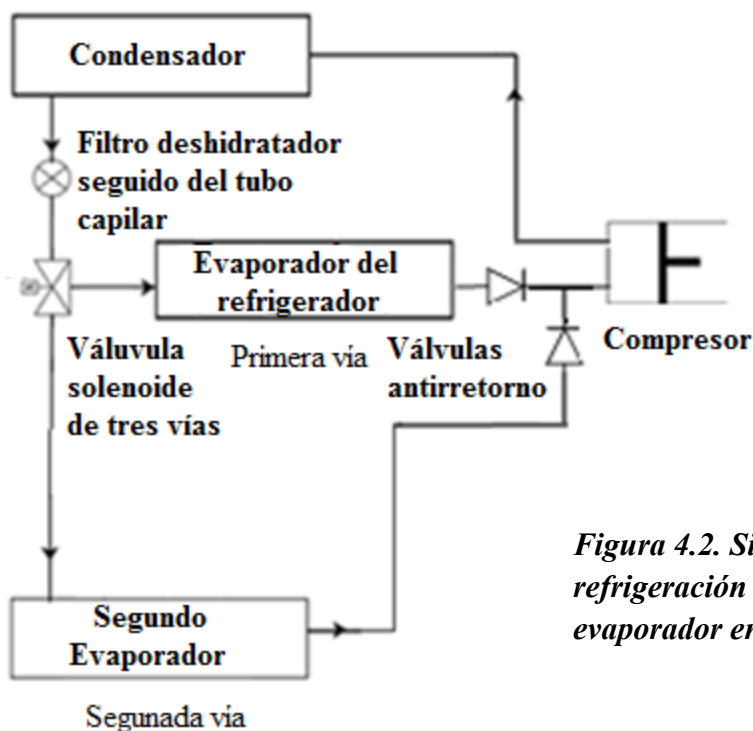 Condensador
Filtro deshidratador
seguido del tubo
capilar
Evaporador del
refrigerador
Váluvula
solenoide
de tres vías
Primera vía
Válvulas
antirretorno
Compresor
Figura 4.2. Si
refrigeración
evaporador en
Segundo
Evaporador
Segunada vía